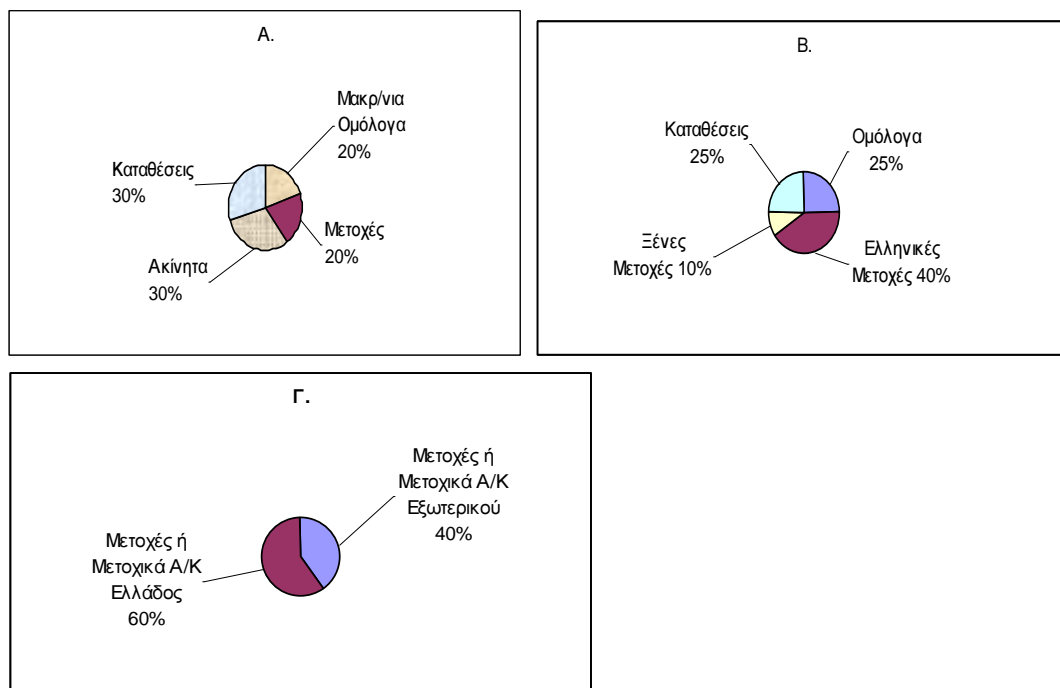 Α.
Μακρ/νια
Ομόλογα
20%
Καταθέσεις
30%
Μετοχές
20%
Ακίνητα
30%
Β.
Καταθέσεις
25%
Ομόλογα
25%
Ξένες
Μετοχές 10%
Ελληνικές
Μετοχές 40%
Γ.
Μετοχές ή
Μετοχικά Α/Κ
Εξωτερικού
40%
Μετοχές ή
Μετοχικά Α/Κ
Ελλάδος
60%